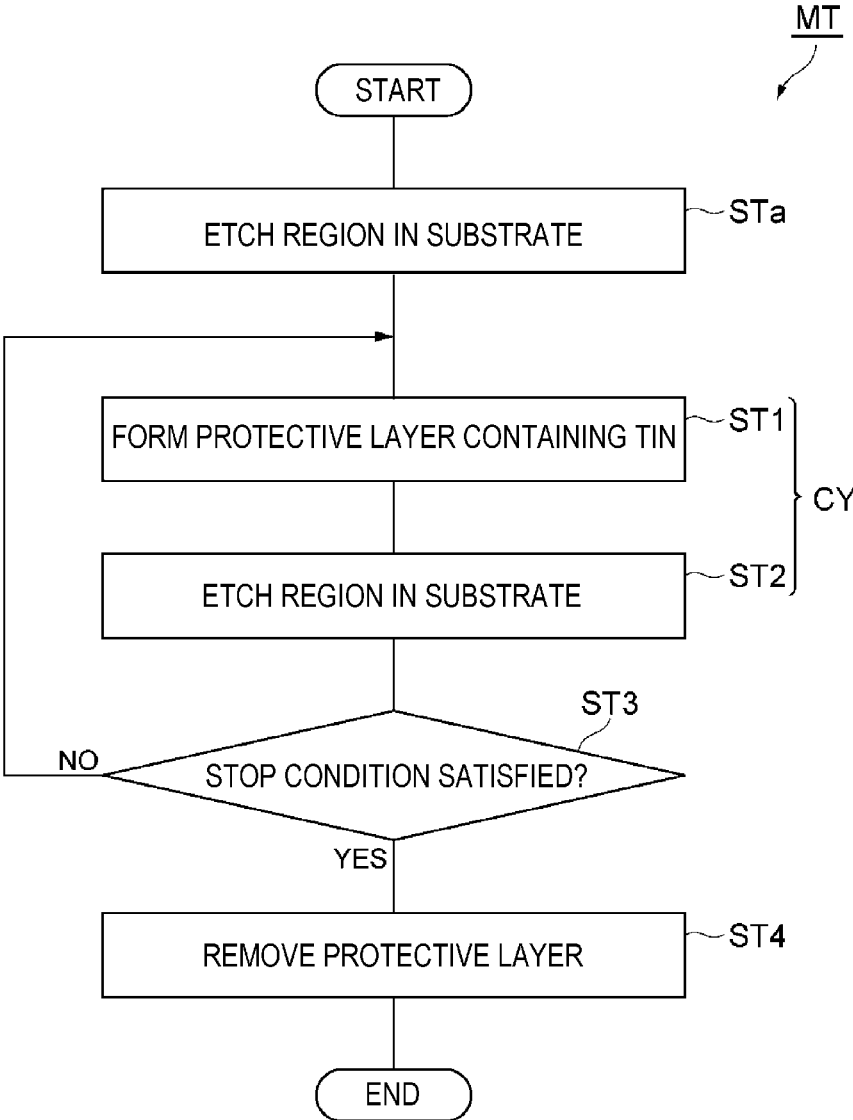 MT
START
ETCH REGION IN SUBSTRATE
STa
FORM PROTECTIVE LAYER CONTAINING TIN
ST1
CY
ETCH REGION IN SUBSTRATE
ST2
ST3
STOP CONDITION SATISFIED?
NO
YES
REMOVE PROTECTIVE LAYER
ST4
END